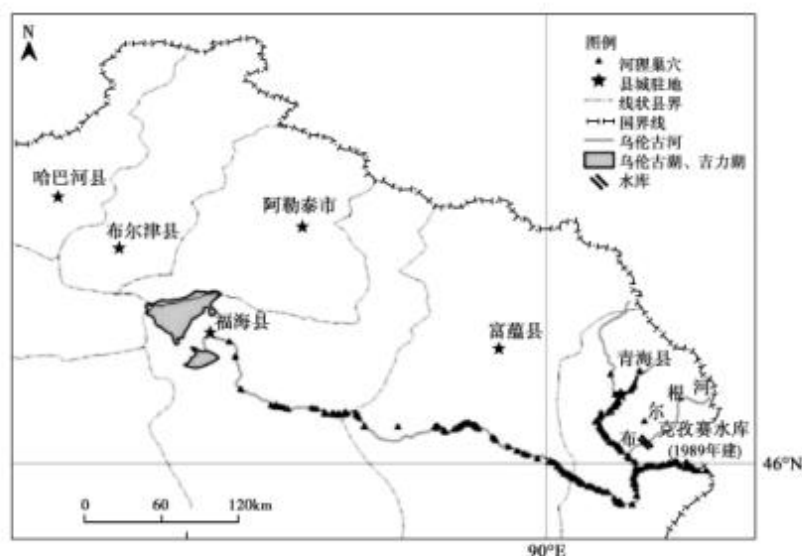 N
图例
河狸巢穴
县城驻地
线状县界
国界线
乌伦古河
乌伦古湖、吉力湖
水库
哈巴河县
布尔津县
阿勒泰市
福海县
富蕴县
青海县
布尔根河
克孜赛水库
(1989年建)
46°N
0 60 120km
90°E